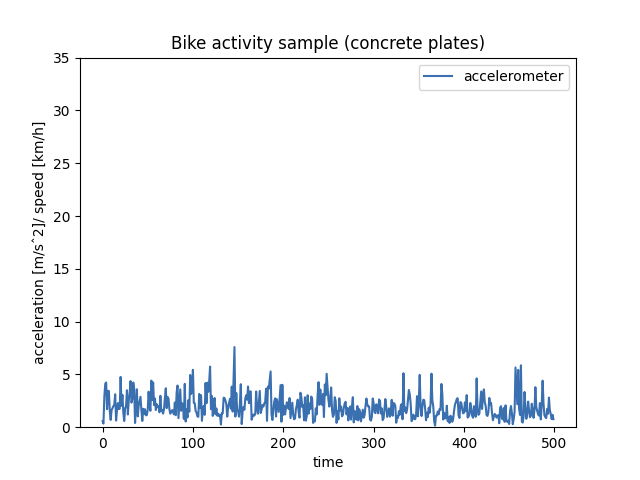 Bike activity sample (concrete plates)
accelerometer
35
30
25
20
15
10
5
0
acceleration [m/sˆ2]/ speed [km/h]
0 100 200 300 400 500
time